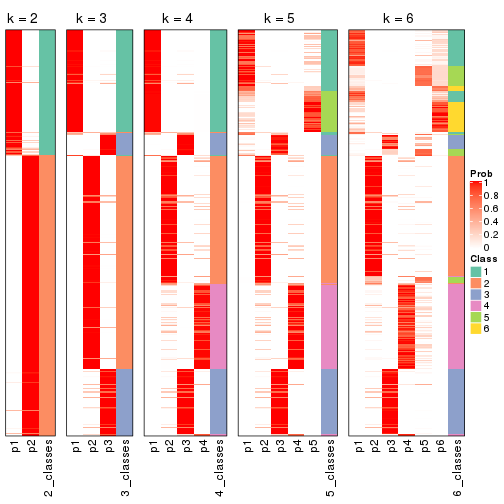 k = 2
k = 3
k = 4
k = 5
k = 6
p1
p2
2_classes
p1
p2
p3
3_classes
p1
p2
p3
p4
4_classes
p1
p2
p3
p4
p5
5_classes
p1
p2
p3
p4
p5
p6
6_classes
Prob
1
0.8
0.6
0.4
0.2
0
Class
1
2
3
4
5
6